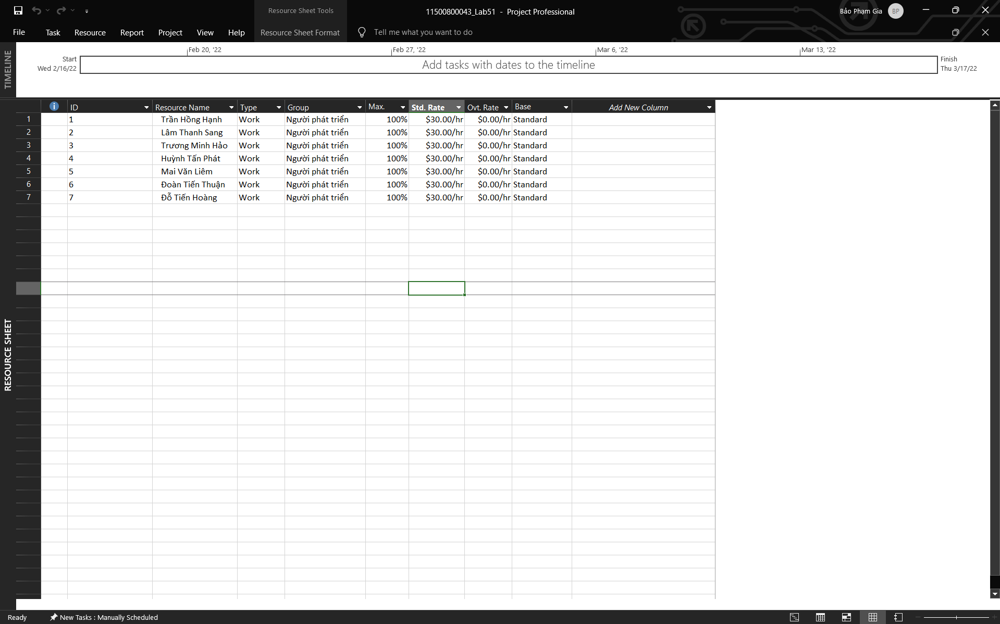 Resource Sheet Tools
11500800043_Lab51 - Project Professional
Bảo Phạm Gia BP
File Task Resource Report Project View Help Resource Sheet Format Tell me what you want to do
TIMELINE
Feb 20, '22 Feb 27, '22 Mar 6, '22 Mar 13, '22
Start
Wed 2/16/22
Add tasks with dates to the timeline
Finish
Thu 3/17/22
RESOURCE SHEET
i ID Resource Name Type Group Max. Std. Rate Ovt. Rate Base Add New Column
1 1 Trần Hồng Hạnh Work Người phát triển 100% $30.00/hr $0.00/hr Standard
2 2 Lâm Thanh Sang Work Người phát triển 100% $30.00/hr $0.00/hr Standard
3 3 Trương Minh Hảo Work Người phát triển 100% $30.00/hr $0.00/hr Standard
4 4 Huỳnh Tấn Phát Work Người phát triển 100% $30.00/hr $0.00/hr Standard
5 5 Mai Văn Liêm Work Người phát triển 100% $30.00/hr $0.00/hr Standard
6 6 Đoàn Tiến Thuận Work Người phát triển 100% $30.00/hr $0.00/hr Standard
7 7 Đỗ Tiến Hoàng Work Người phát triển 100% $30.00/hr $0.00/hr Standard
Ready New Tasks : Manually Scheduled